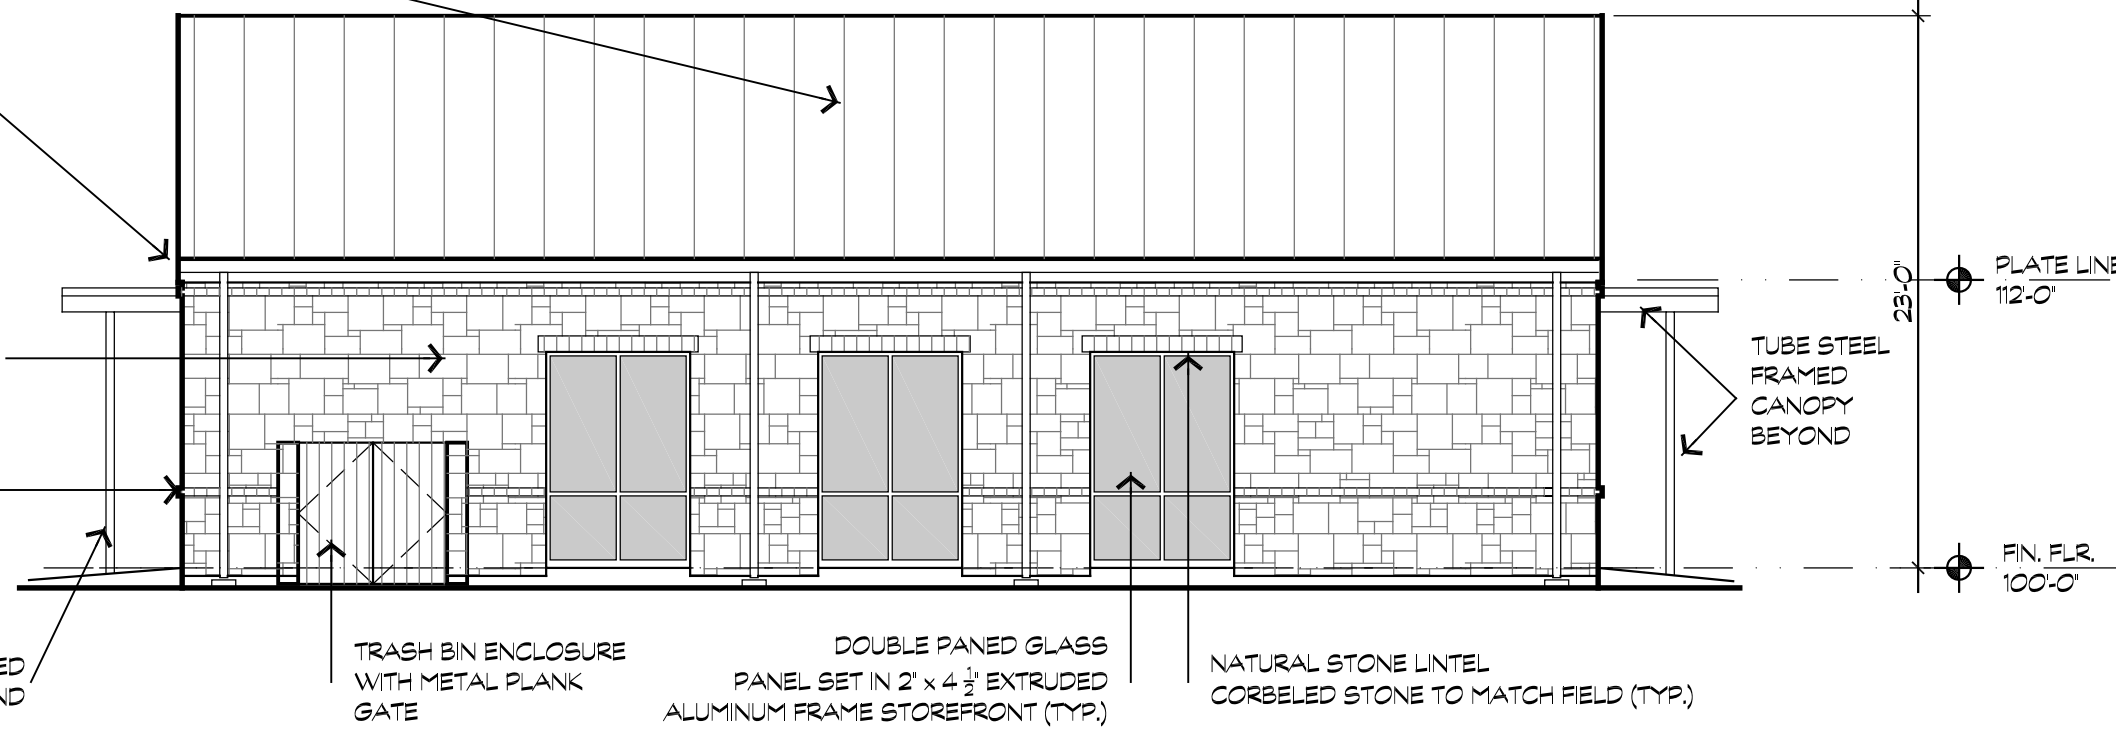 23'-0"
PLATE LINE
112'-0"
TUBE STEEL
FRAMED
CANOPY
BEYOND
FIN. FLR.
100'-0"
TRASH BIN ENCLOSURE
WITH METAL PLANK
GATE
DOUBLE PANED GLASS
PANEL SET IN 2" x 4 1/2" EXTRUDED
ALUMINUM FRAME STOREFRONT (TYP.)
NATURAL STONE LINTEL
CORBELED STONE TO MATCH FIELD (TYP.)
ED
ND